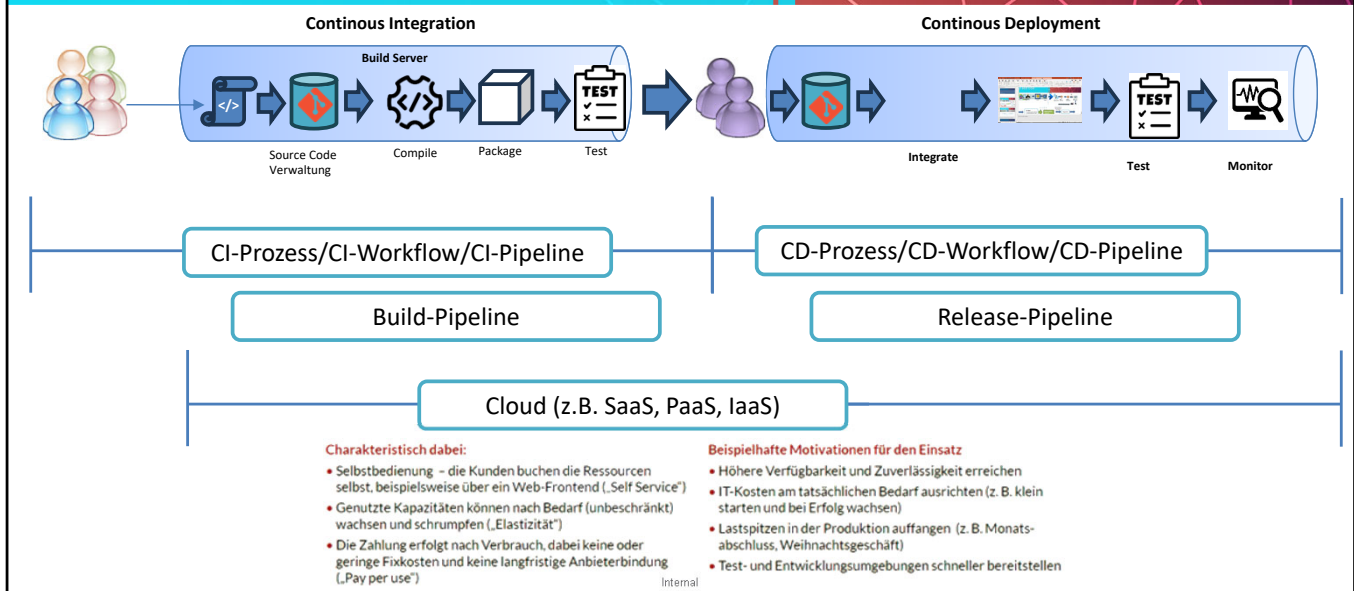 Continous Integration
Continous Deployment
Build Server
</>
</>
TEST
TEST
Source Code
Verwaltung
Compile
Package
Test
Integrate
Test
Monitor
CI-Prozess/CI-Workflow/CI-Pipeline
CD-Prozess/CD-Workflow/CD-Pipeline
Build-Pipeline
Release-Pipeline
Cloud (z.B. SaaS, PaaS, IaaS)
Charakteristisch dabei:
• Selbstbedienung – die Kunden buchen die Ressourcen
selbst, beispielsweise über ein Web-Frontend („Self Service“)
• Genutzte Kapazitäten können nach Bedarf (unbeschränkt)
wachsen und schrumpfen („Elastizität“)
• Die Zahlung erfolgt nach Verbrauch, dabei keine oder
geringe Fixkosten und keine langfristige Anbieterbindung
(„Pay per use“)
Beispielhafte Motivationen für den Einsatz
• Höhere Verfügbarkeit und Zuverlässigkeit erreichen
• IT-Kosten am tatsächlichen Bedarf ausrichten (z. B. klein
starten und bei Erfolg wachsen)
• Lastspitzen in der Produktion auffangen (z. B. Monats-
abschluss, Weihnachtsgeschäft)
• Test- und Entwicklungsumgebungen schneller bereitstellen
Internal